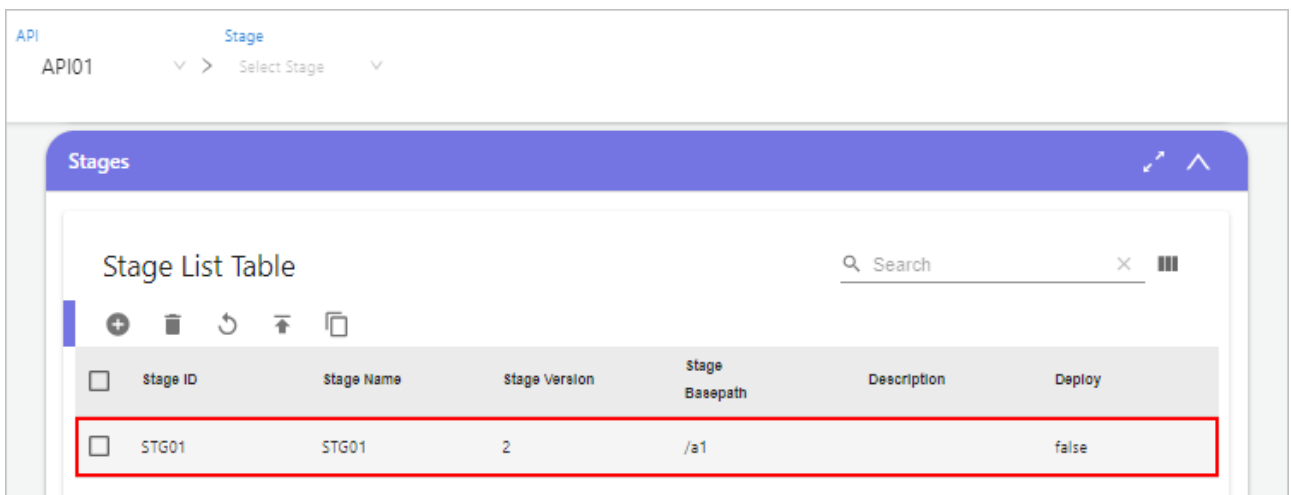 API Stage
API01 > Select Stage
Stages
Stage List Table Search
Stage ID Stage Name Stage Version Stage Basepath Description Deploy
STG01 STG01 2 /a1 false